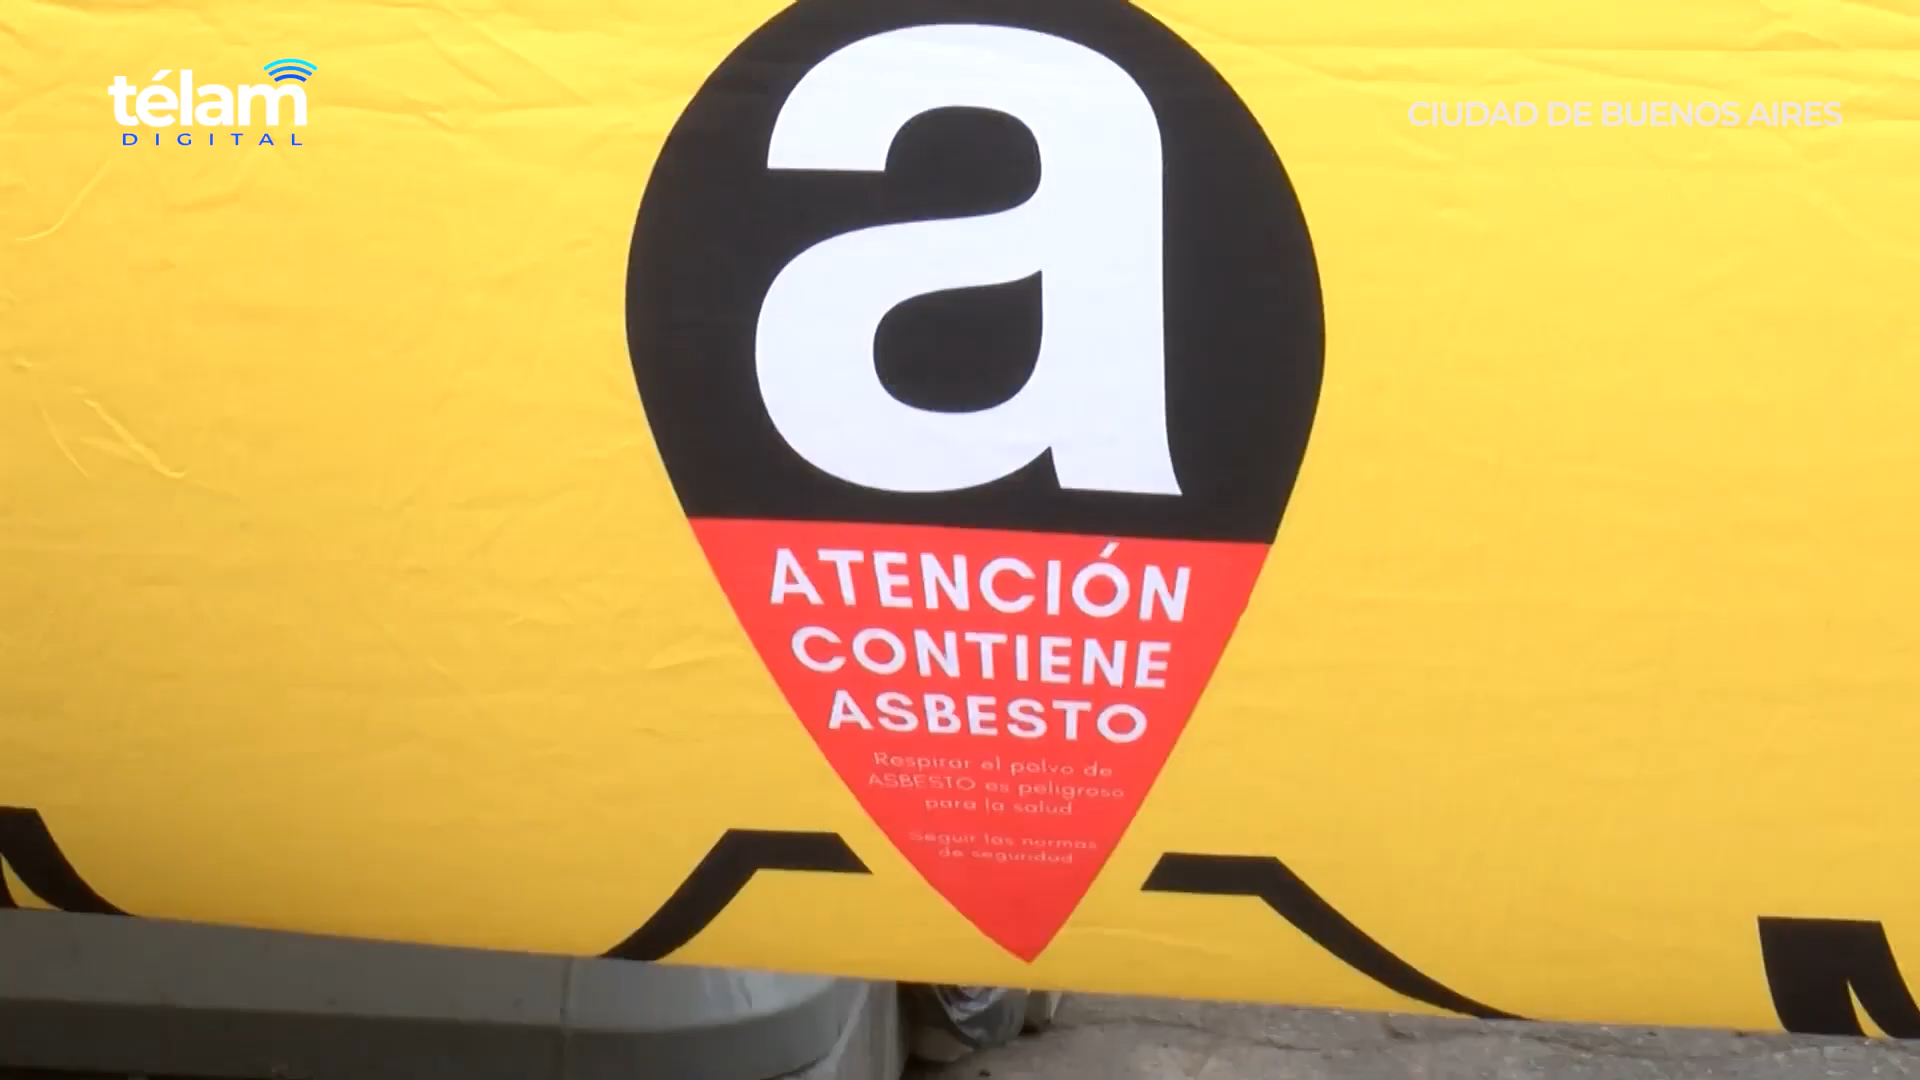 télam
DIGITAL
CIUDAD DE BUENOS AIRES
a
ATENCIÓN
CONTIENE
ASBESTO
Respirar el polvo de
ASBESTO es peligroso
para la salud
Seguir las normas
de seguridad